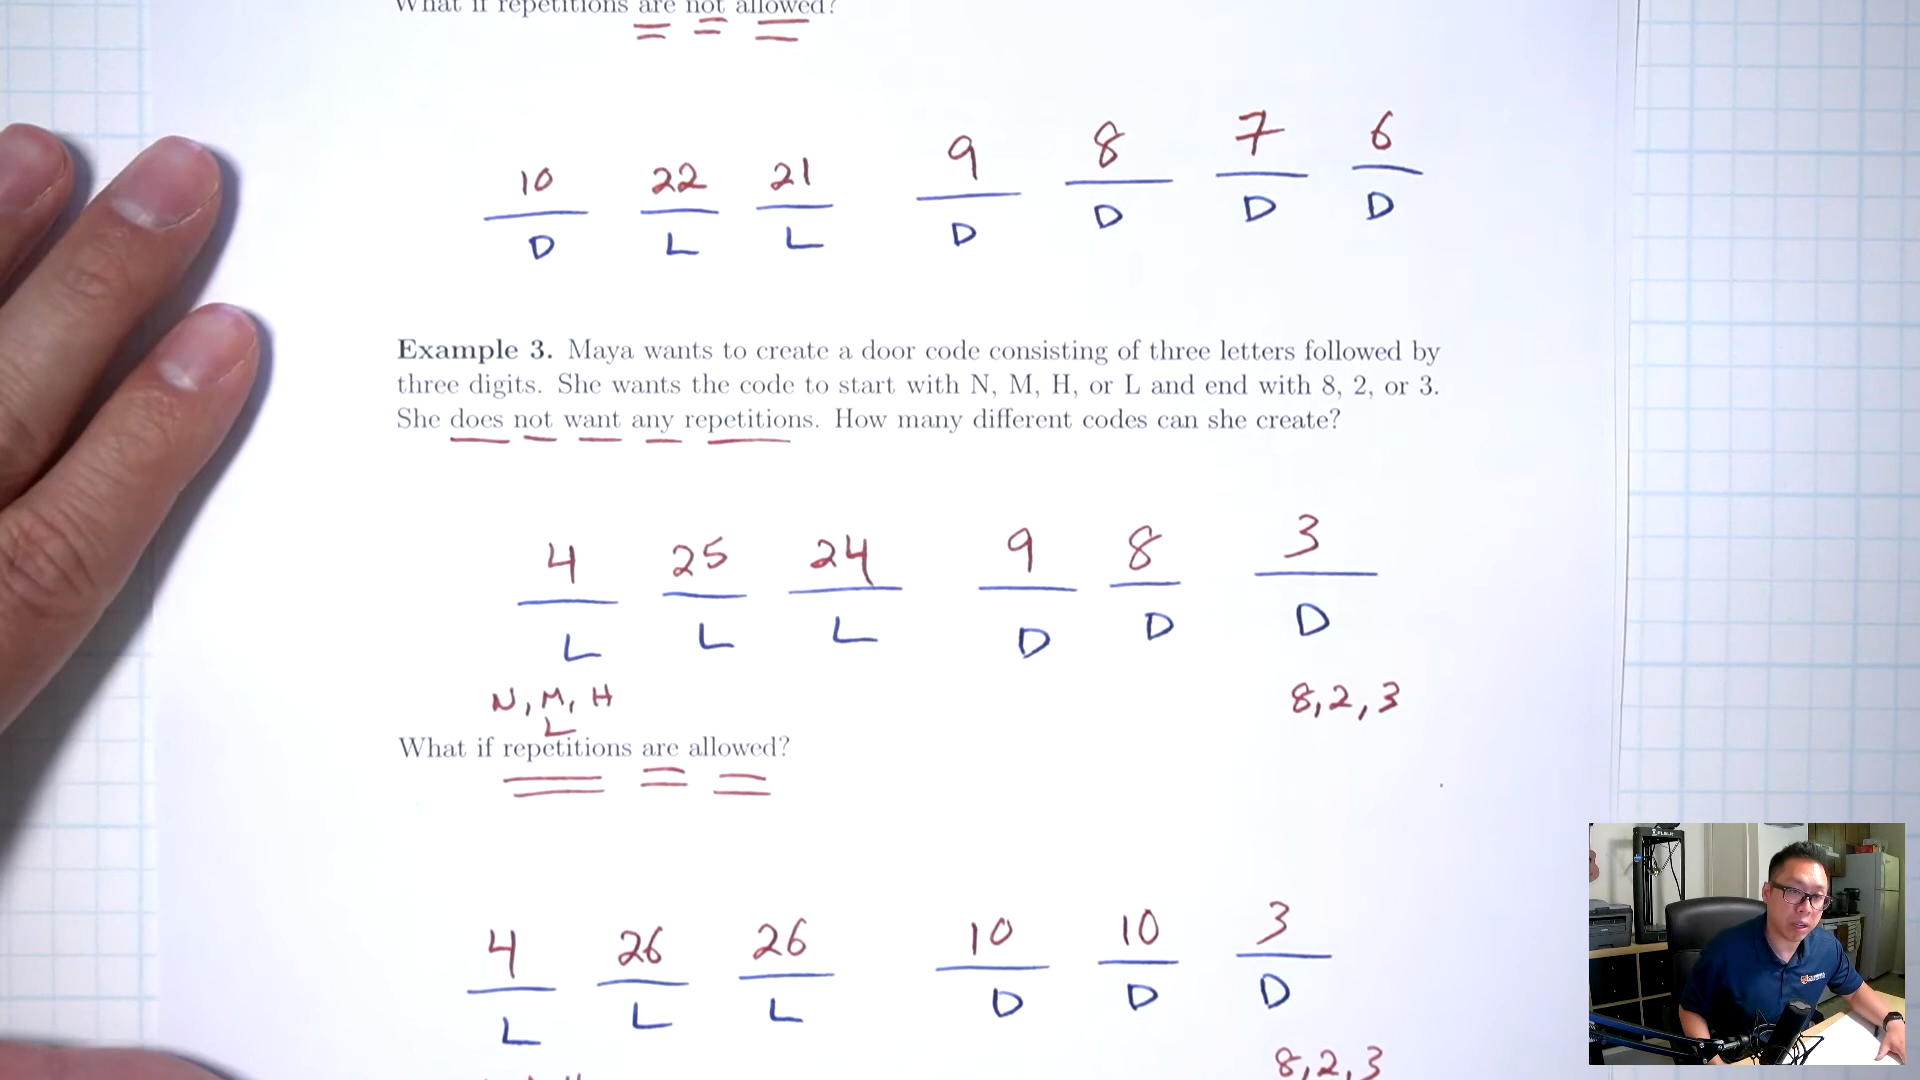 What if repetitions are not allowed?
10 22 21 9 8 7 6
D L L D D D D
Example 3. Maya wants to create a door code consisting of three letters followed by
three digits. She wants the code to start with N, M, H, or L and end with 8, 2, or 3.
She does not want any repetitions. How many different codes can she create?
4 25 24 9 8 3
L L L D D D
N, M, H 8, 2, 3
L
What if repetitions are allowed?
4 26 26 10 10 3
L L L D D D
8, 2, 3